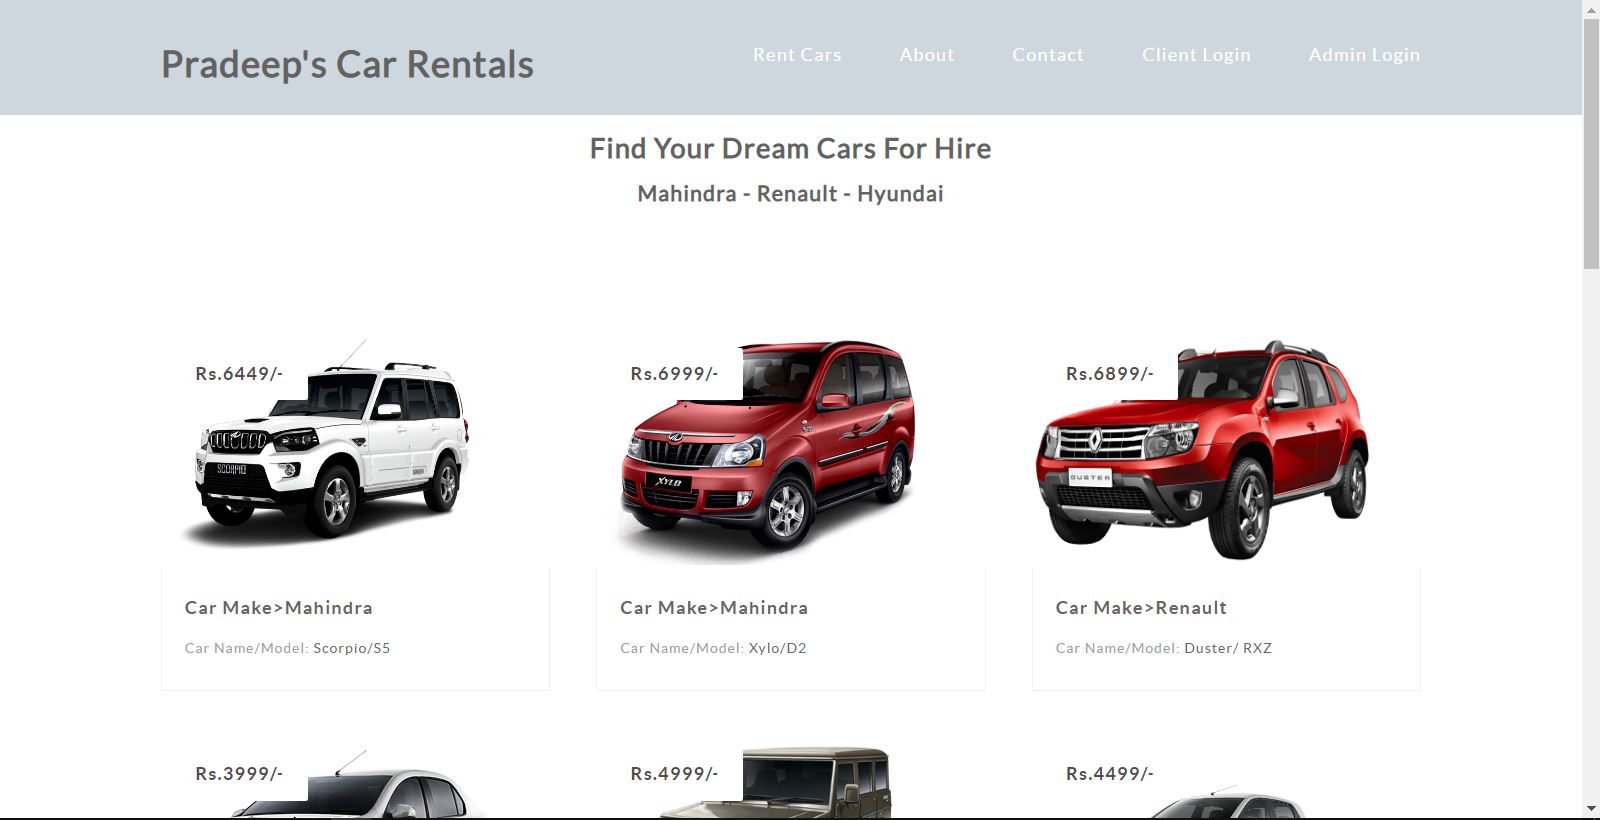 Pradeep's Car Rentals
Rent Cars About Contact Client Login Admin Login
Find Your Dream Cars For Hire
Mahindra - Renault - Hyundai
Rs.6449/- Rs.6999/- Rs.6899/-
SCORPIO XYLO DUSTER
Car Make>Mahindra Car Make>Mahindra Car Make>Renault
Car Name/Model: Scorpio/S5 Car Name/Model: Xylo/D2 Car Name/Model: Duster/ RXZ
Rs.3999/- Rs.4999/- Rs.4499/-